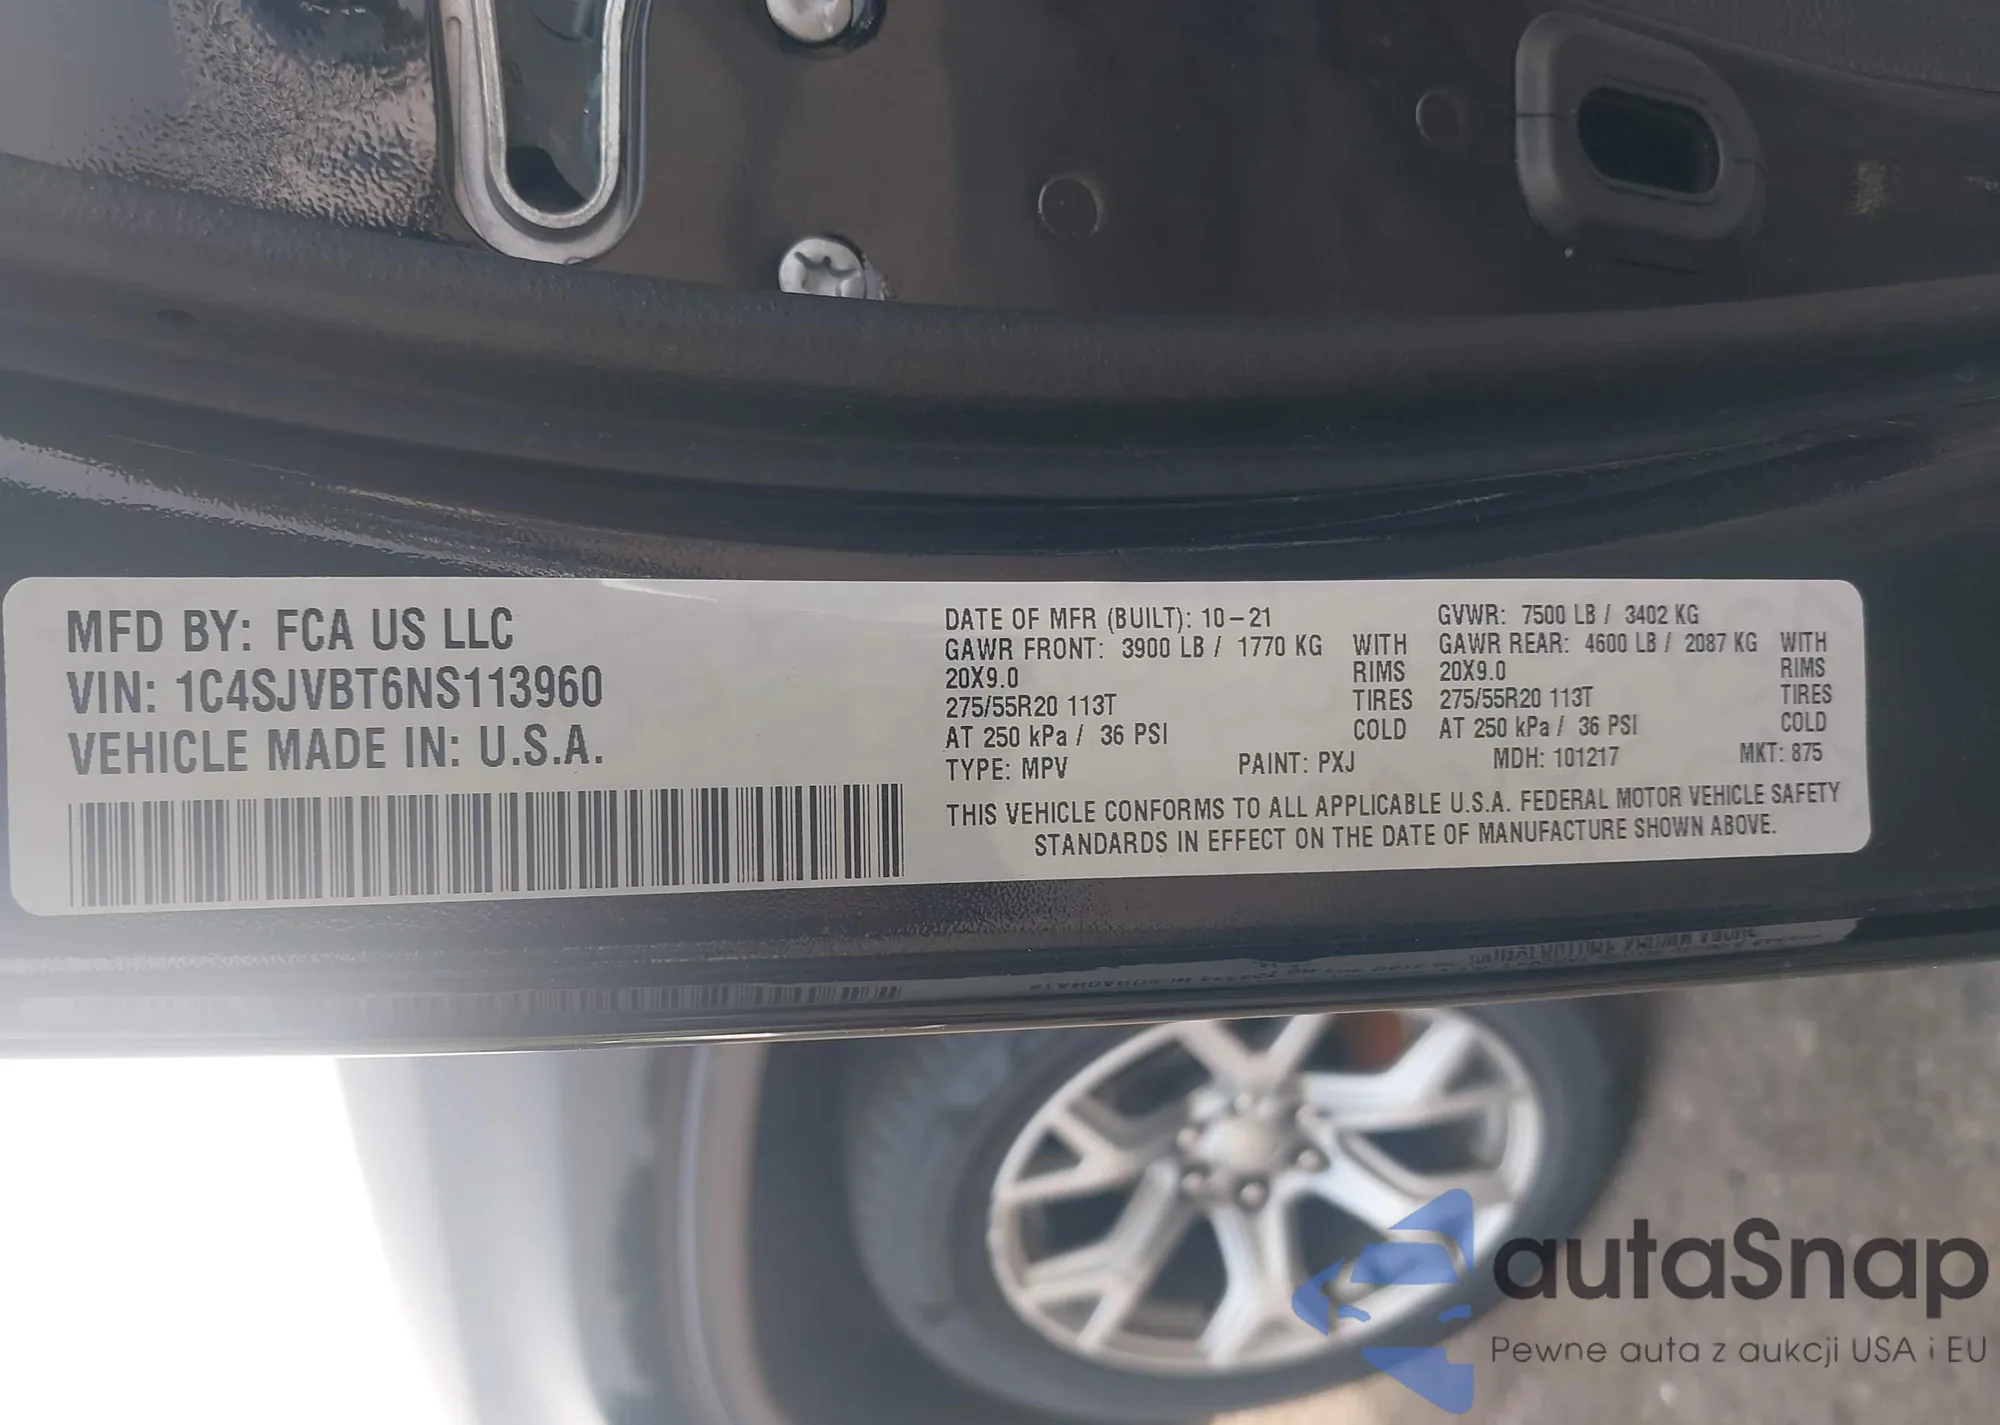 MFD BY: FCA US LLC
VIN: 1C4SJVBT6NS113960
VEHICLE MADE IN: U.S.A.
DATE OF MFR (BUILT): 10-21 GVWR: 7500 LB / 3402 KG
GAWR FRONT: 3900 LB / 1770 KG WITH GAWR REAR: 4600 LB / 2087 KG WITH
20X9.0 RIMS 20X9.0 RIMS
275/55R20 113T TIRES 275/55R20 113T TIRES
AT 250 kPa / 36 PSI COLD AT 250 kPa / 36 PSI COLD
TYPE: MPV PAINT: PXJ MDH: 101217 MKT: 875
THIS VEHICLE CONFORMS TO ALL APPLICABLE U.S.A. FEDERAL MOTOR VEHICLE SAFETY
STANDARDS IN EFFECT ON THE DATE OF MANUFACTURE SHOWN ABOVE.
autaSnap
Pewne auta z aukcji USA i EU